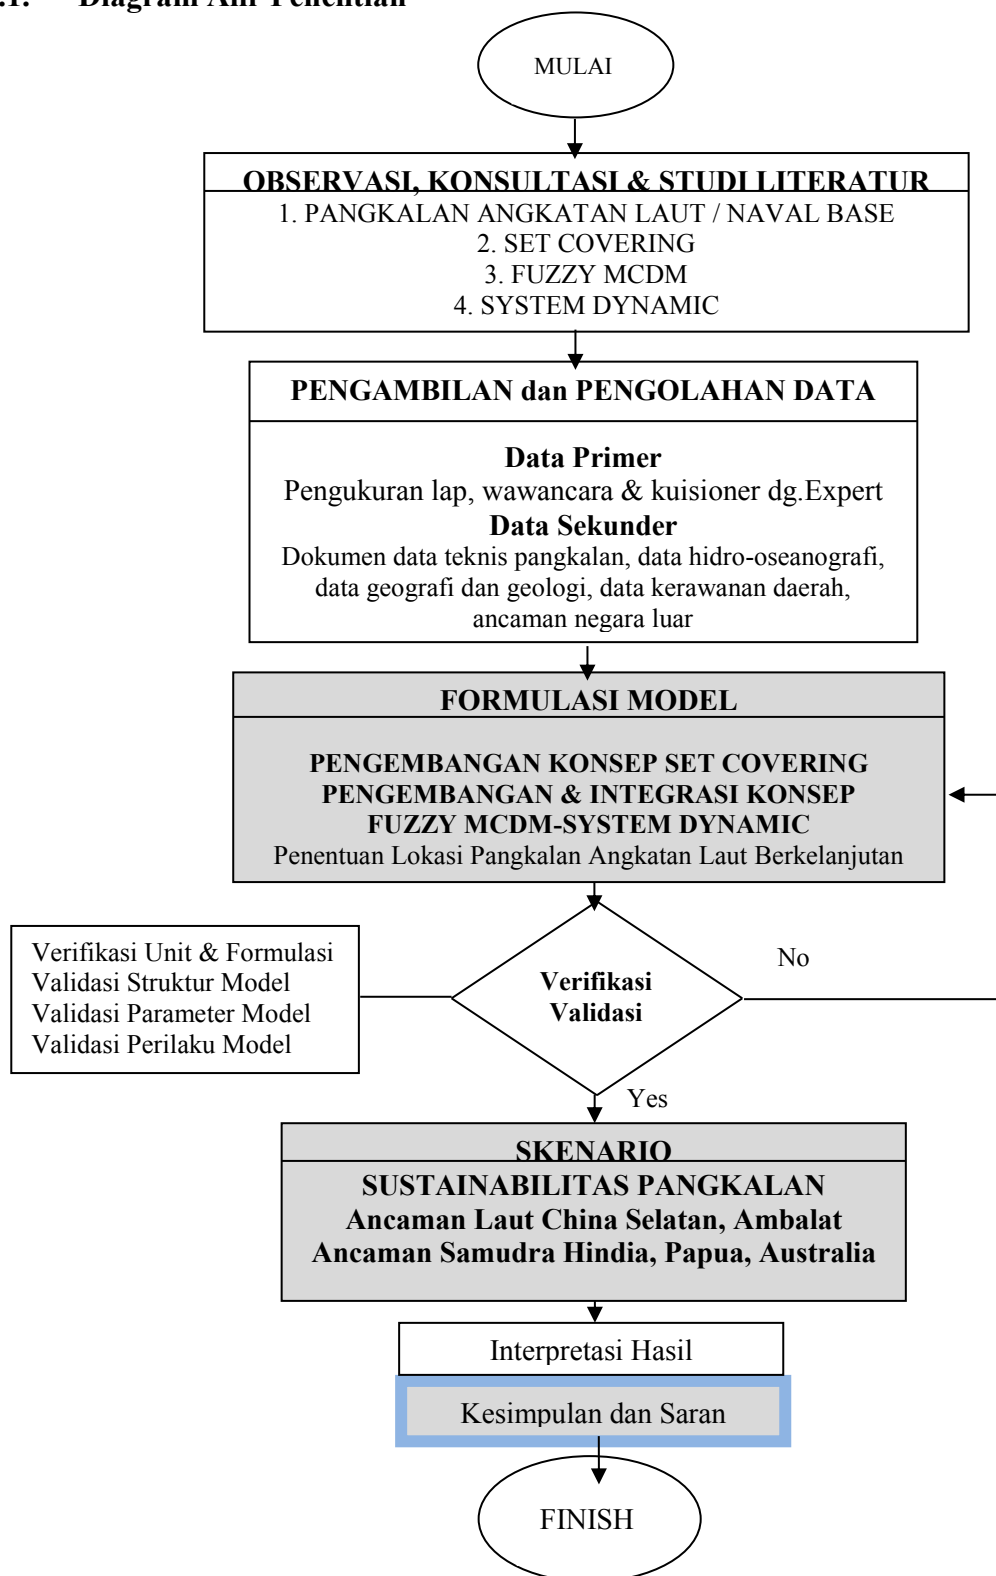 .1. Diagram Alir Penelitian
MULAI
OBSERVASI, KONSULTASI & STUDI LITERATUR
1. PANGKALAN ANGKATAN LAUT / NAVAL BASE
2. SET COVERING
3. FUZZY MCDM
4. SYSTEM DYNAMIC
PENGAMBILAN dan PENGOLAHAN DATA
Data Primer
Pengukuran lap, wawancara & kuisioner dg.Expert
Data Sekunder
Dokumen data teknis pangkalan, data hidro-oseanografi,
data geografi dan geologi, data kerawanan daerah,
ancaman negara luar
FORMULASI MODEL
PENGEMBANGAN KONSEP SET COVERING
PENGEMBANGAN & INTEGRASI KONSEP
FUZZY MCDM-SYSTEM DYNAMIC
Penentuan Lokasi Pangkalan Angkatan Laut Berkelanjutan
Verifikasi Unit & Formulasi
Validasi Struktur Model
Validasi Parameter Model
Validasi Perilaku Model
Verifikasi
Validasi
No
Yes
SKENARIO
SUSTAINABILITAS PANGKALAN
Ancaman Laut China Selatan, Ambalat
Ancaman Samudra Hindia, Papua, Australia
Interpretasi Hasil
Kesimpulan dan Saran
FINISH